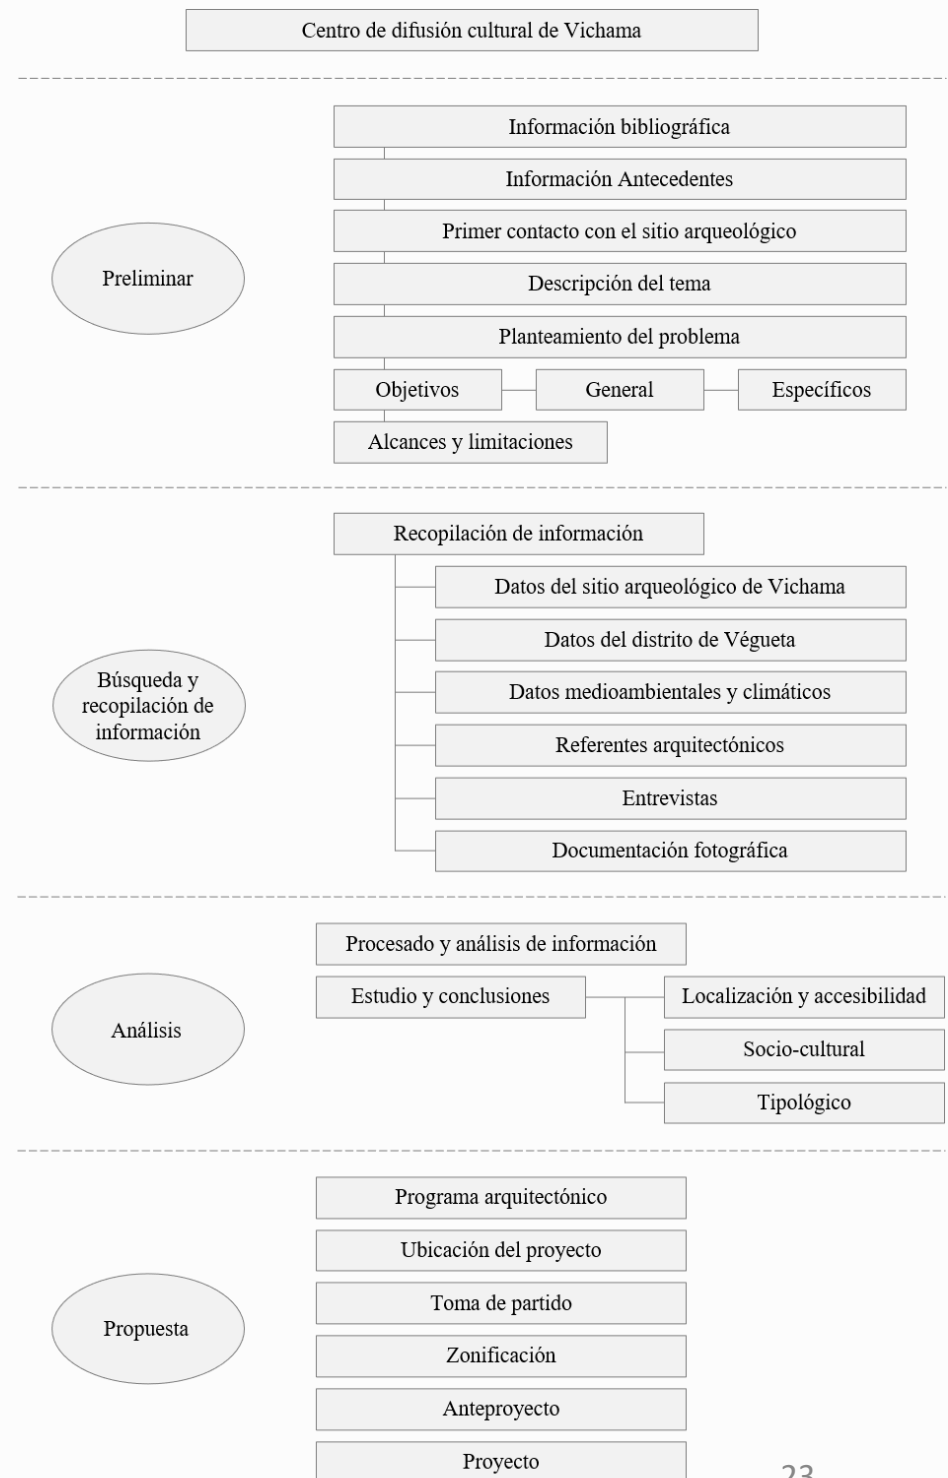 Centro de difusión cultural de Vichama
Información bibliográfica
Información Antecedentes
Primer contacto con el sitio arqueológico
Preliminar
Descripción del tema
Planteamiento del problema
Objetivos
General
Específicos
Alcances y limitaciones
Recopilación de información
Datos del sitio arqueológico de Vichama
Datos del distrito de Végueta
Búsqueda y
recopilación de
información
Datos medioambientales y climáticos
Referentes arquitectónicos
Entrevistas
Documentación fotográfica
Procesado y análisis de información
Análisis
Estudio y conclusiones
Localización y accesibilidad
Socio-cultural
Tipológico
Programa arquitectónico
Ubicación del proyecto
Toma de partido
Propuesta
Zonificación
Anteproyecto
Proyecto
23